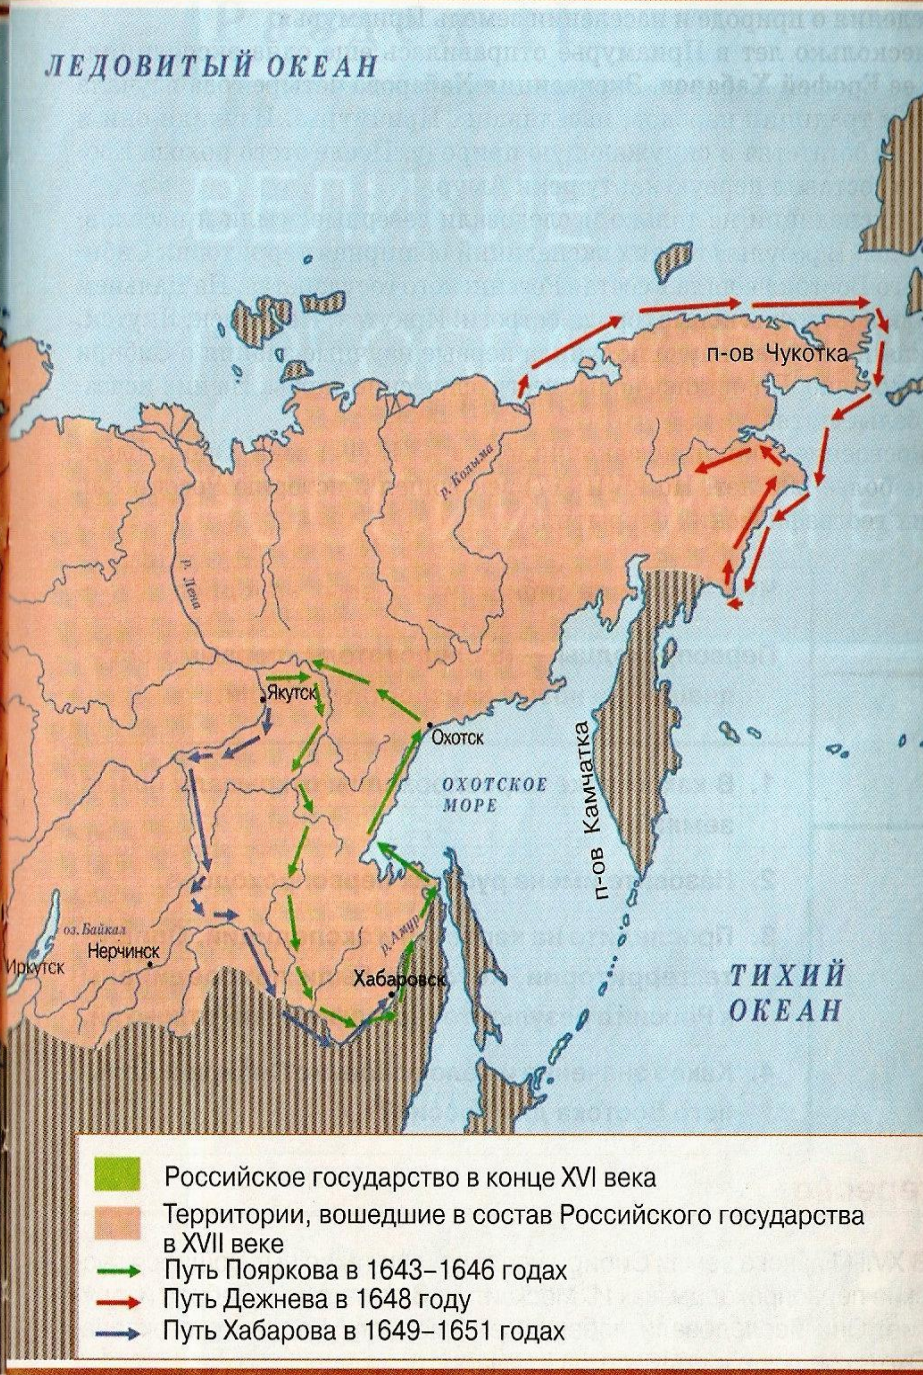 ЛЕДОВИТЫЙ ОКЕАН
п-ов Чукотка
р. Колыма
р. Лена
Якутск
Охотск
ОХОТСКОЕ
МОРЕ
п-ов Камчатка
оз. Байкал
Нерчинск
Иркутск
р. Амур
Хабаровск
ТИХИЙ
ОКЕАН
Российское государство в конце XVI века
Территории, вошедшие в состав Российского государства
в XVII веке
Путь Пояркова в 1643–1646 годах
Путь Дежнева в 1648 году
Путь Хабарова в 1649–1651 годах